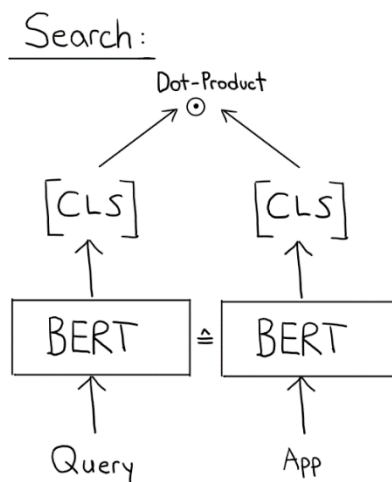 Search:
Dot-Product
⊙
[CLS] [CLS]
BERT ≙ BERT
Query App